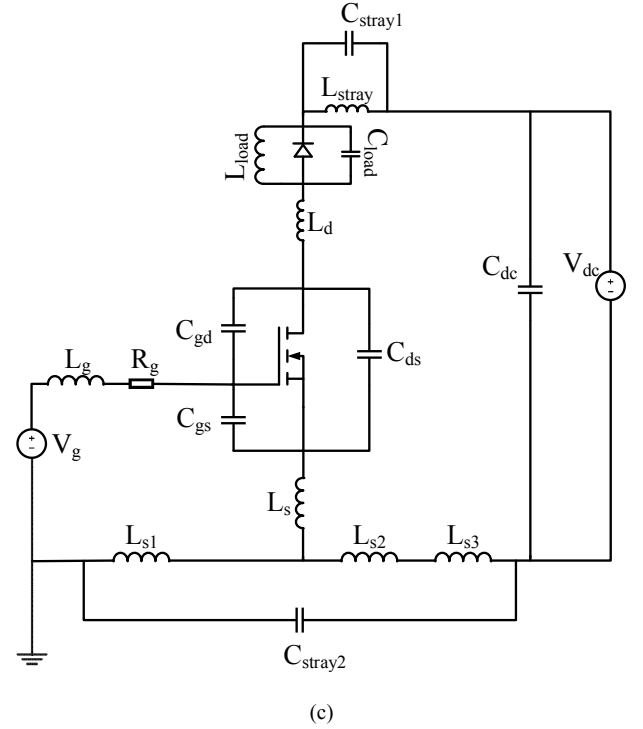 C_stray1
L_stray
L_load
C_load
L_d
C_dc
V_dc
+
-
C_gd
C_ds
L_g
R_g
C_gs
+
-
V_g
L_s
L_s1
L_s2
L_s3
C_stray2
(c)